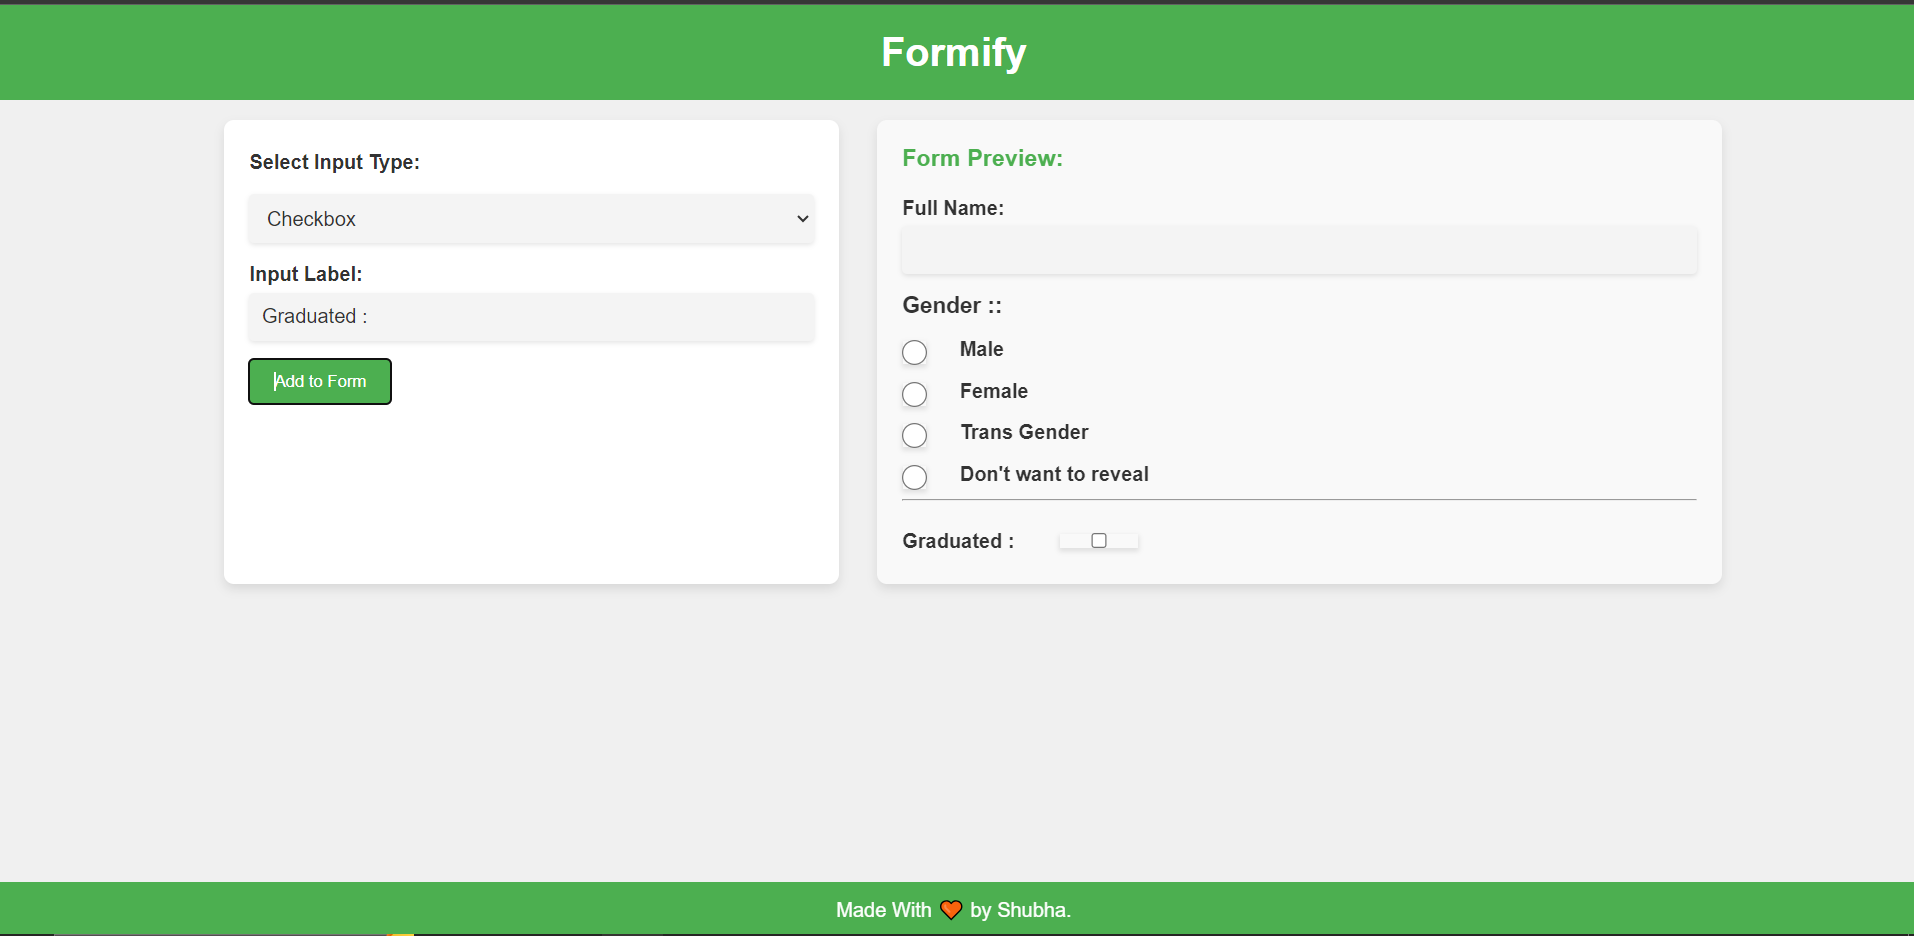 Formify
Select Input Type:
Checkbox
Input Label:
Graduated :
Add to Form
Form Preview:
Full Name:
Gender ::
Male
Female
Trans Gender
Don't want to reveal
Graduated :
Made With 🧡 by Shubha.